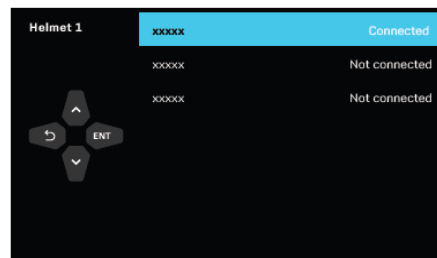 Helmet 1
xxxxx Connected
xxxxx Not connected
xxxxx Not connected
ENT